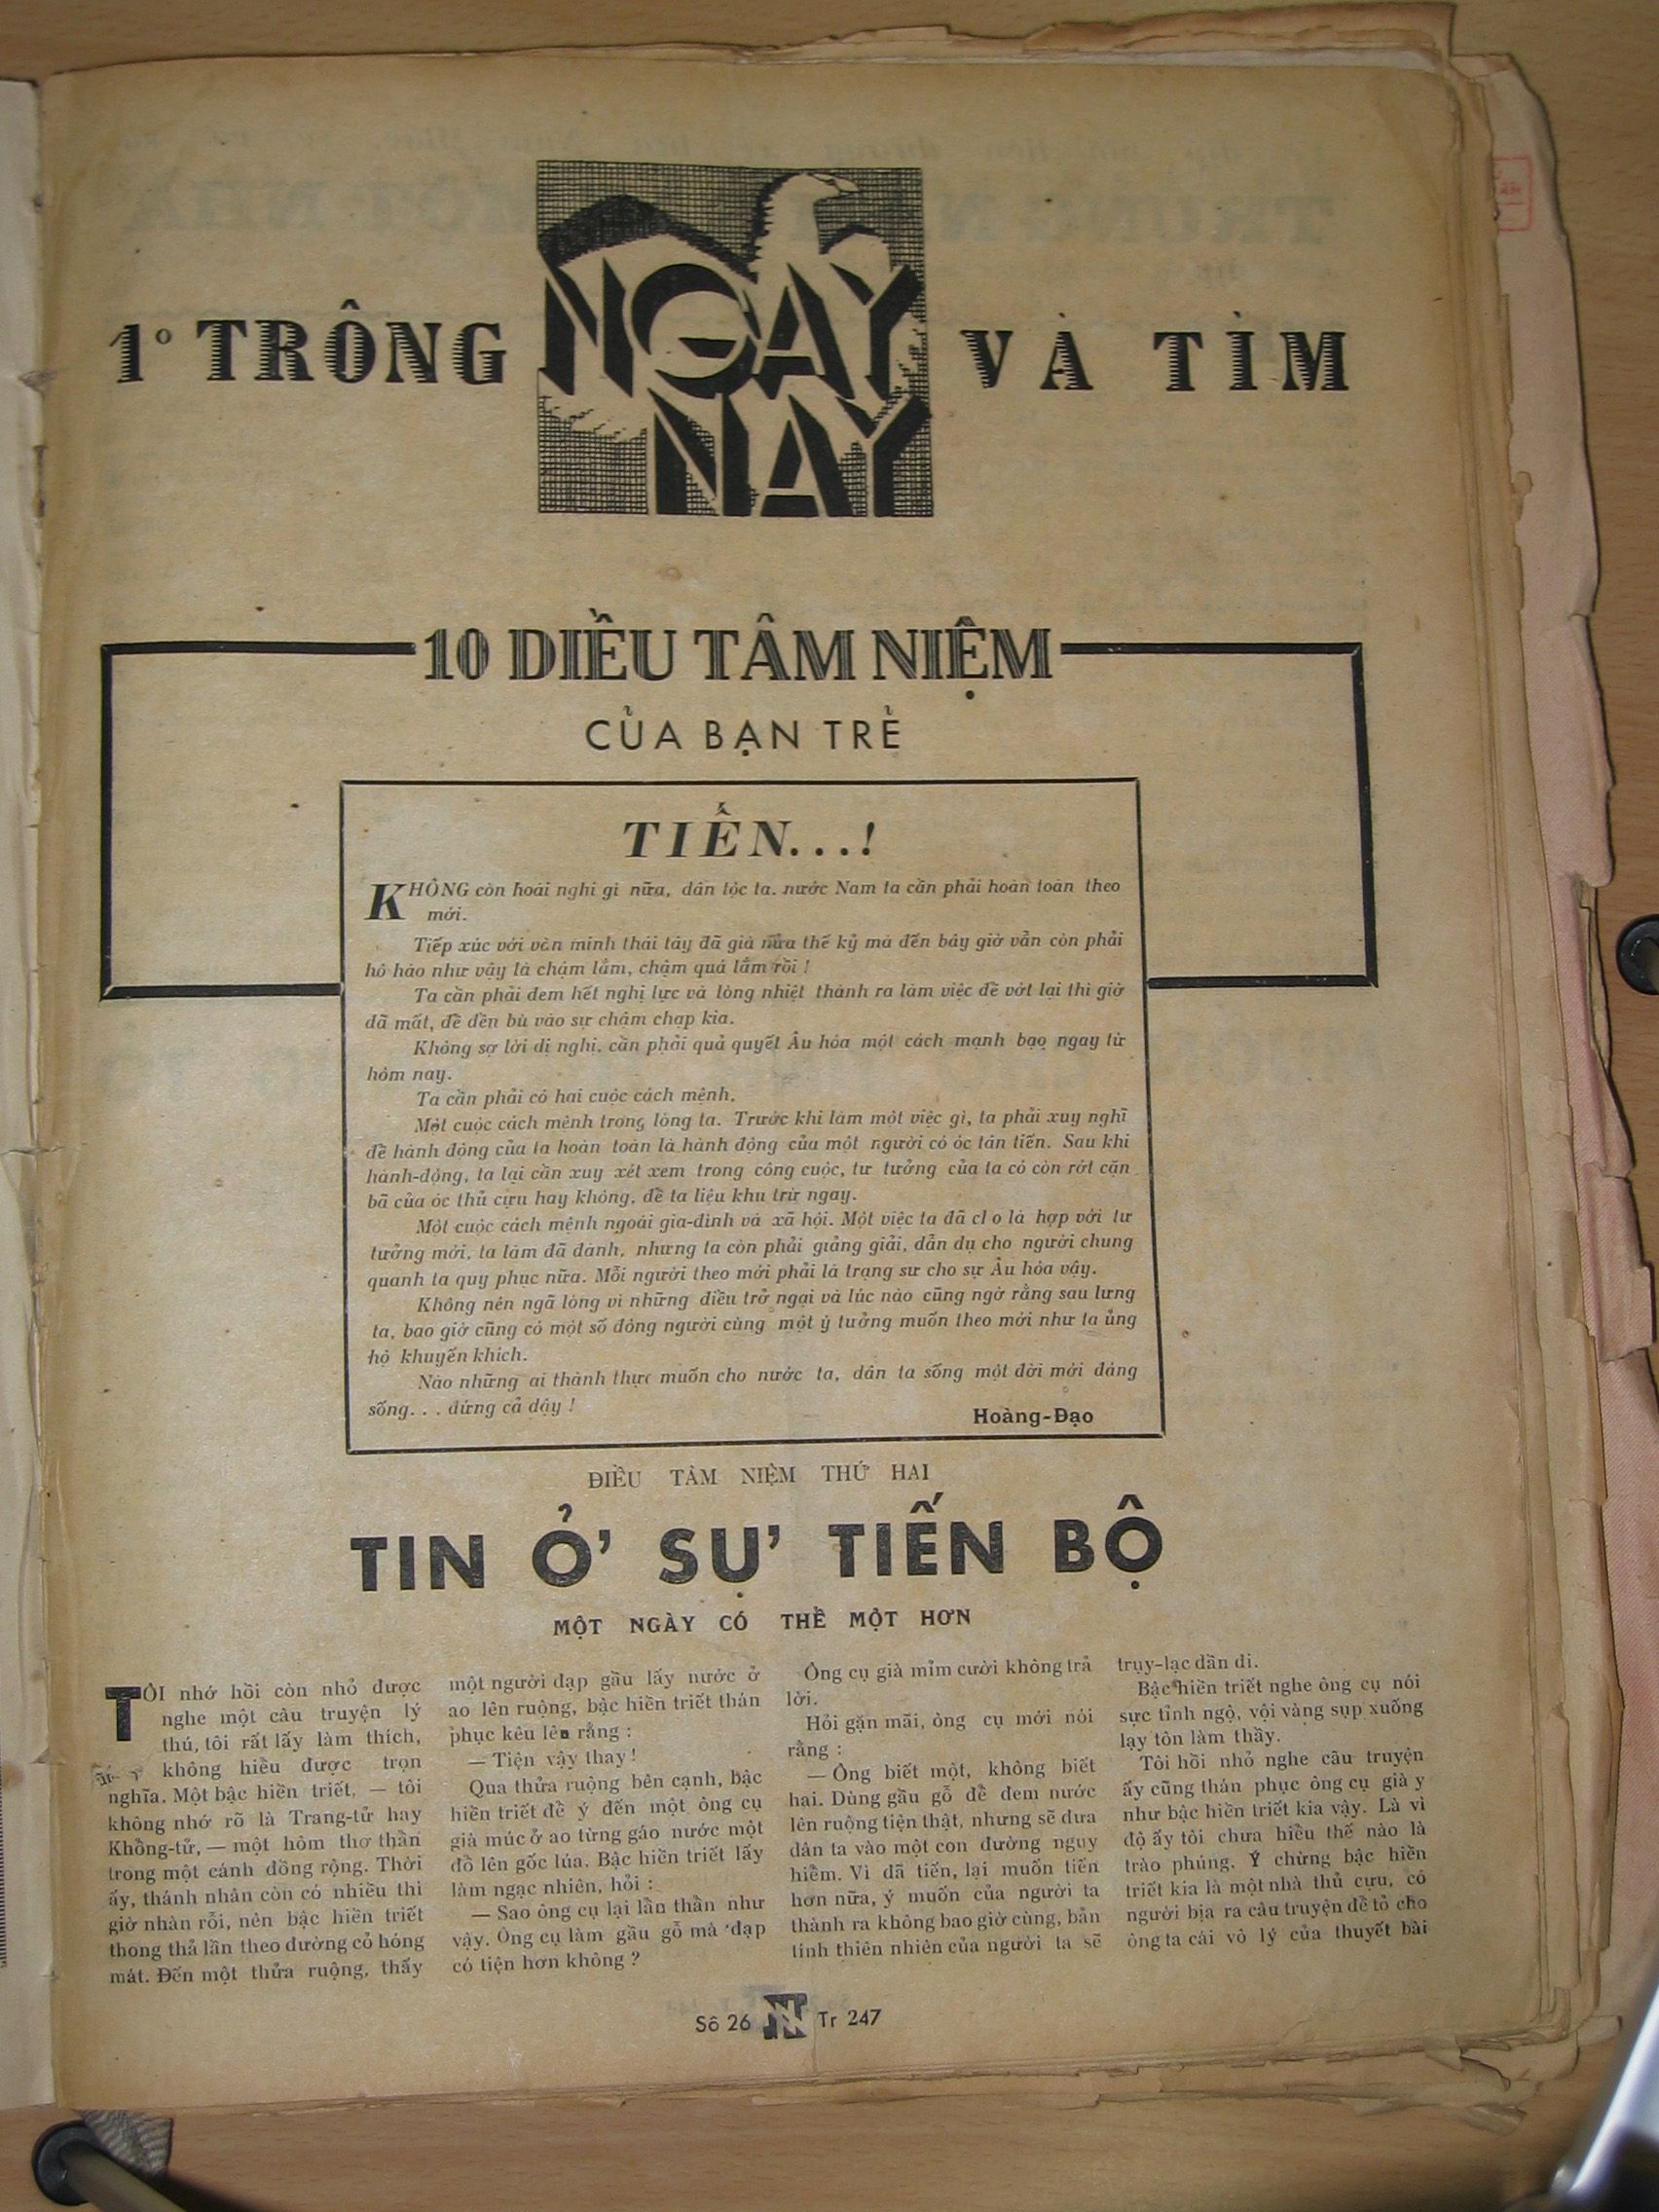 1º TRÔNG NGAY NAY VÀ TÌM
10 DIỀU TÂM NIỆM
CỦA BẠN TRẺ
TIẾN...!
KHÔNG còn hoài nghi gì nữa, dân tộc ta, nước Nam ta cần phải hoàn toàn theo
mới.
Tiếp xúc với văn minh thái tây đã già nửa thế kỷ mà đến bây giờ vẫn còn phải
hô hào như vậy là chậm lắm, chậm quá lắm rồi !
Ta cần phải đem hết nghị lực và lòng nhiệt thành ra làm việc để vớt lại thì giờ
đã mất, để đền bù vào sự chậm chạp kia.
Không sợ lời dị nghị, cần phải quả quyết Âu hóa một cách mạnh bạo ngay từ
hôm nay.
Ta cần phải có hai cuộc cách mệnh.
Một cuộc cách mệnh trong lòng ta. Trước khi làm một việc gì, ta phải xuy nghĩ
để hành động của ta hoàn toàn là hành động của một người có óc tân tiến. Sau khi
hành-động, ta lại cần xuy xét xem trong công cuộc, tư tưởng của ta có còn rớt cặn
bã của óc thủ cựu hay không, để ta liệu khu trừ ngay.
Một cuộc cách mệnh ngoài gia-đình và xã hội. Một việc ta đã cho là hợp với tư
tưởng mới, ta làm đã đành, nhưng ta còn phải giảng giải, dẫn dụ cho người chung
quanh ta quy phục nữa. Mỗi người theo mới phải là trạng sư cho sự Âu hóa vậy.
Không nên ngã lòng vì những điều trở ngại và lúc nào cũng ngờ rằng sau lưng
ta, bao giờ cũng có một số đông người cùng một ý tưởng muốn theo mới như ta ủng
hộ khuyến khích.
Nào những ai thành thực muốn cho nước ta, dân ta sống một đời mới đáng
sống. . . đứng cả dậy !
Hoàng-Đạo
ĐIỀU TÂM NIỆM THỨ HAI
TIN Ở SỰ TIẾN BỘ
MỘT NGÀY CÓ THỂ MỘT HƠN
TÔI nhớ hồi còn nhỏ được
nghe một câu truyện lý
thú, tôi rất lấy làm thích,
không hiểu được trọn
nghĩa. Một bậc hiền triết, — tôi
không nhớ rõ là Trang-tử hay
Khổng-tử, — một hôm thơ thẩn
trong một cánh đồng rộng. Thời
ấy, thánh nhân còn có nhiều thì
giờ nhàn rỗi, nên bậc hiền triết
thong thả lần theo đường cỏ hóng
mát. Đến một thửa ruộng, thấy
một người đạp gầu lấy nước ở
ao lên ruộng, bậc hiền triết thán
phục kêu lên rằng :
— Tiện vậy thay !
Qua thửa ruộng bên cạnh, bậc
hiền triết để ý đến một ông cụ
già múc ở ao từng gáo nước một
đổ lên gốc lúa. Bậc hiền triết lấy
làm ngạc nhiên, hỏi :
— Sao ông cụ lại lẩn thẩn như
vậy. Ông cụ làm gầu gỗ mà đạp
có tiện hơn không ?
Ông cụ già mỉm cười không trả
lời.
Hỏi gặn mãi, ông cụ mới nói
rằng :
— Ông biết một, không biết
hai. Dùng gầu gỗ để đem nước
lên ruộng tiện thật, nhưng sẽ đưa
dân ta vào một con đường nguy
hiểm. Vì đã tiến, lại muốn tiến
hơn nữa, ý muốn của người ta
thành ra không bao giờ cùng, bản
tính thiên nhiên của người ta sẽ
trụy-lạc dần đi.
Bậc hiền triết nghe ông cụ nói
sực tỉnh ngộ, vội vàng sụp xuống
lạy tôn làm thầy.
Tôi hồi nhỏ nghe câu truyện
ấy cũng thán phục ông cụ già y
như bậc hiền triết kia vậy. Là vì
độ ấy tôi chưa hiểu thế nào là
trào phúng. Ý chừng bậc hiền
triết kia là một nhà thủ cựu, có
người bịa ra câu truyện để tỏ cho
ông ta cái vô lý của thuyết bài
Số 26 NN Tr 247